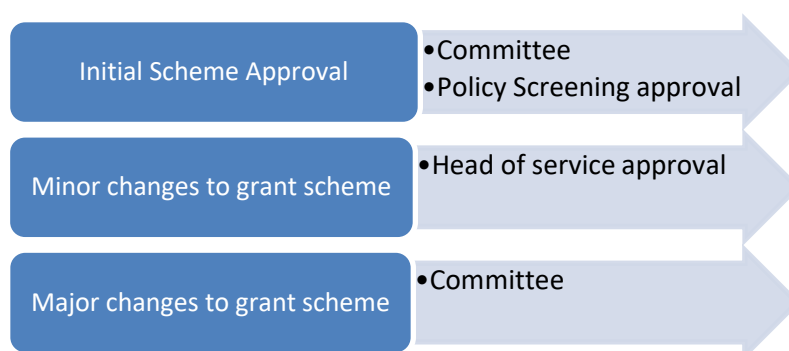 Initial Scheme Approval
•Committee
•Policy Screening approval
Minor changes to grant scheme
•Head of service approval
Major changes to grant scheme
•Committee